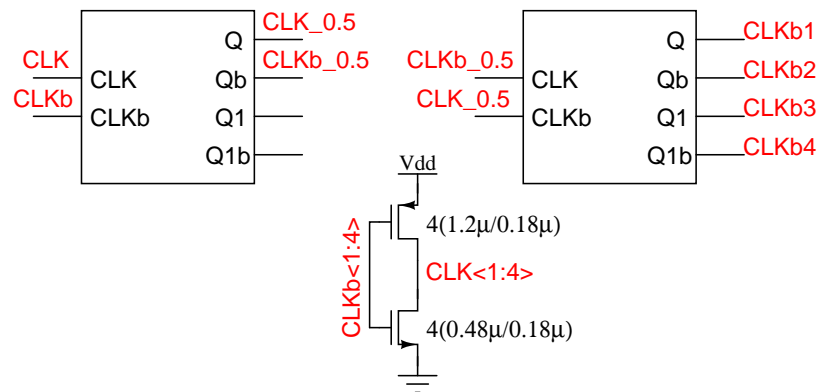 CLK_0.5
Q
CLK
CLKb_0.5
CLK
Qb
CLKb
CLKb
Q1
Q1b
CLKb1
Q
CLKb_0.5
CLKb2
CLK
Qb
CLK_0.5
CLKb3
CLKb
Q1
CLKb4
Q1b
Vdd
4(1.2μ/0.18μ)
CLKb<1:4>
CLK<1:4>
4(0.48μ/0.18μ)